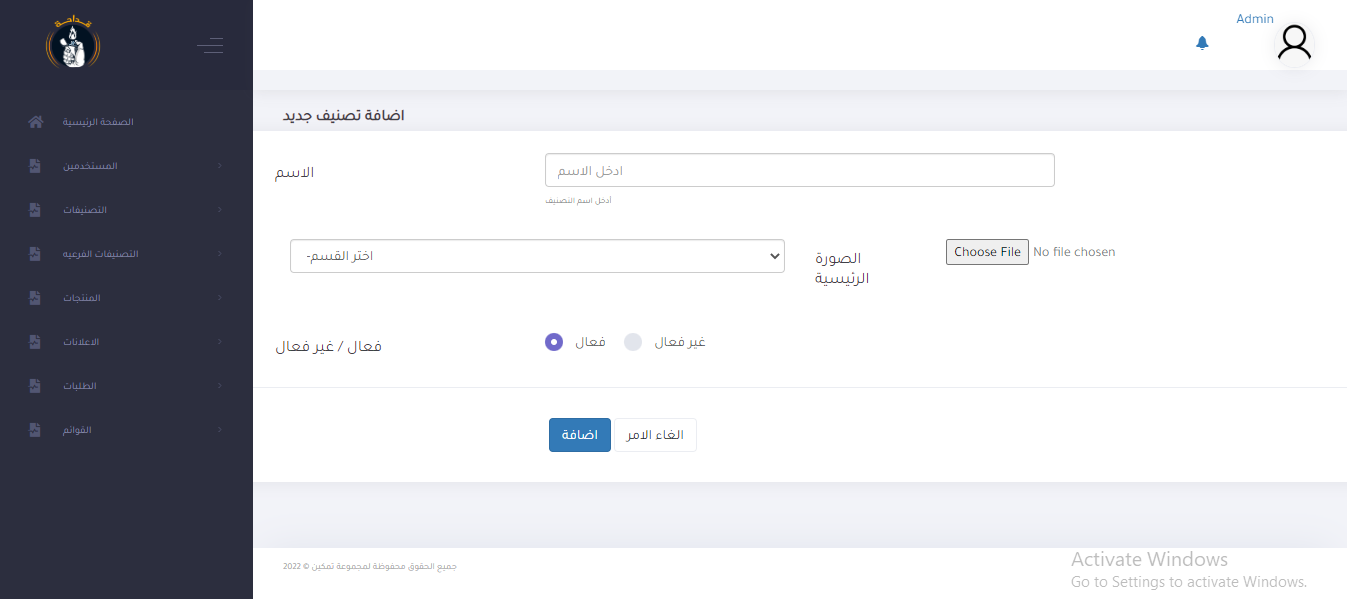 قداحة
Admin
الصفحة الرئيسية
المستخدمين
التصنيفات
التصنيفات الفرعيه
المنتجات
الاعلانات
الطلبات
القوائم
اضافة تصنيف جديد
الاسم
ادخل الاسم
أدخل اسم التصنيف
اختر القسم-
الصورة
الرئيسية
Choose File No file chosen
فعال / غير فعال
فعال
غير فعال
اضافة
الغاء الامر
جميع الحقوق محفوظة لمجموعة تمكين © 2022
Activate Windows
Go to Settings to activate Windows.